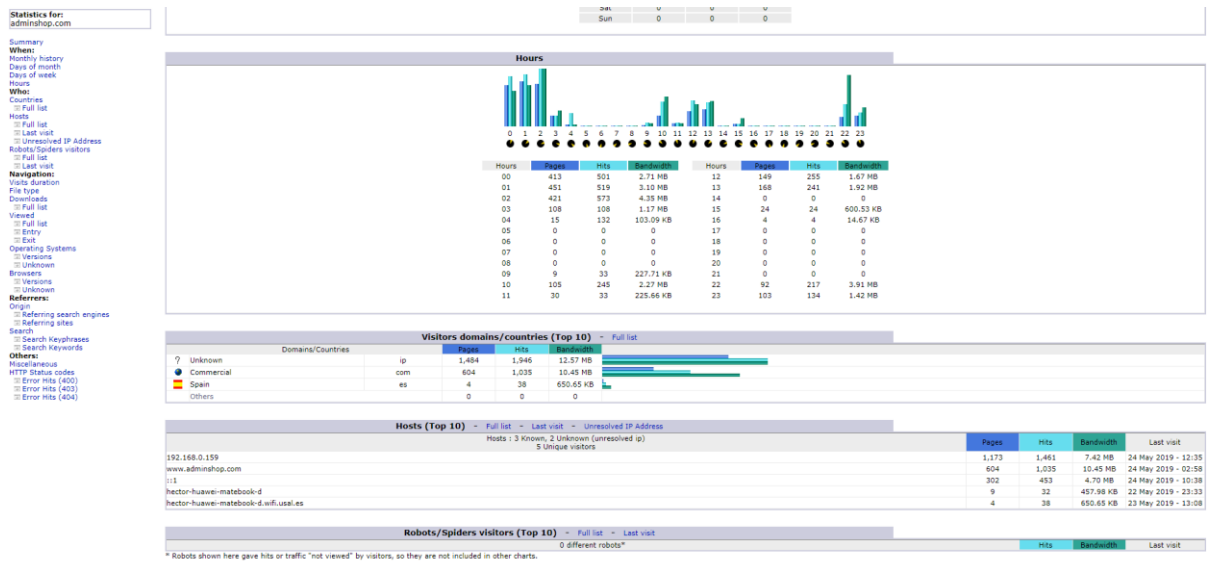 Statistics for:
adminshop.com
Summary
When:
Monthly history
Days of month
Days of week
Hours
Who:
Countries
Full list
Hosts
Full list
Last visit
Unresolved IP Address
Robots/Spiders visitors
Full list
Last visit
Navigation:
Visits duration
File type
Downloads
Full list
Viewed
Full list
Entry
Exit
Operating Systems
Versions
Unknown
Browsers
Versions
Unknown
Referrers:
Origin
Referring search engines
Referring sites
Search
Search Keyphrases
Search Keywords
Others:
Miscellaneous
HTTP Status codes
Error Hits (400)
Error Hits (403)
Error Hits (404)
Sat 0 0 0
Sun 0 0 0
Hours
0 1 2 3 4 5 6 7 8 9 10 11 12 13 14 15 16 17 18 19 20 21 22 23
Hours Pages Hits Bandwidth Hours Pages Hits Bandwidth
00 413 501 2.71 MB 12 149 255 1.67 MB
01 451 519 3.10 MB 13 168 241 1.92 MB
02 421 573 4.35 MB 14 0 0 0
03 108 108 1.17 MB 15 24 24 600.53 KB
04 15 132 103.09 KB 16 4 4 14.67 KB
05 0 0 0 17 0 0 0
06 0 0 0 18 0 0 0
07 0 0 0 19 0 0 0
08 0 0 0 20 0 0 0
09 9 33 227.71 KB 21 0 0 0
10 105 245 2.27 MB 22 92 217 3.91 MB
11 30 33 225.66 KB 23 103 134 1.42 MB
Visitors domains/countries (Top 10) - Full list
Domains/Countries Pages Hits Bandwidth
? Unknown ip 1,484 1,946 12.57 MB
Commercial com 604 1,035 10.45 MB
Spain es 4 38 650.65 KB
Others 0 0 0
Hosts (Top 10) - Full list - Last visit - Unresolved IP Address
Hosts : 3 Known, 2 Unknown (unresolved ip)
5 Unique visitors
Pages Hits Bandwidth Last visit
192.168.0.159 1,173 1,461 7.42 MB 24 May 2019 - 12:35
www.adminshop.com 604 1,035 10.45 MB 24 May 2019 - 02:58
::1 302 453 4.70 MB 24 May 2019 - 10:38
hector-huawei-matebook-d 9 32 457.98 KB 22 May 2019 - 23:33
hector-huawei-matebook-d.wifi.usal.es 4 38 650.65 KB 23 May 2019 - 13:08
Robots/Spiders visitors (Top 10) - Full list - Last visit
0 different robots* Hits Bandwidth Last visit
* Robots shown here gave hits or traffic "not viewed" by visitors, so they are not included in other charts.